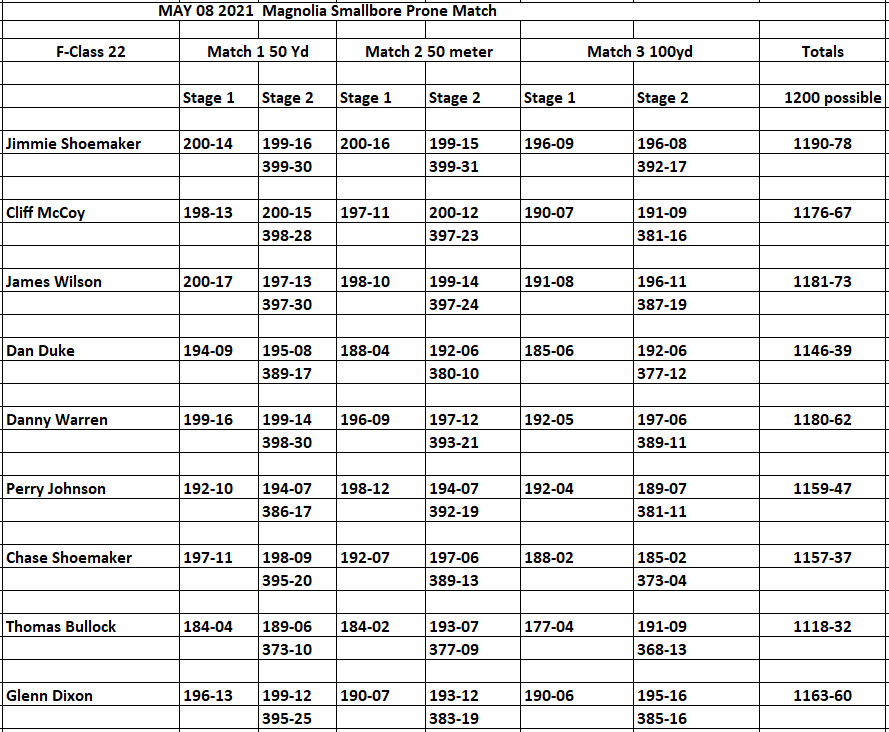 MAY 08 2021 Magnolia Smallbore Prone Match
F-Class 22 Match 1 50 Yd Match 2 50 meter Match 3 100yd Totals
Stage 1 Stage 2 Stage 1 Stage 2 Stage 1 Stage 2 1200 possible
Jimmie Shoemaker 200-14 199-16 200-16 199-15 196-09 196-08 1190-78
399-30 399-31 392-17
Cliff McCoy 198-13 200-15 197-11 200-12 190-07 191-09 1176-67
398-28 397-23 381-16
James Wilson 200-17 197-13 198-10 199-14 191-08 196-11 1181-73
397-30 397-24 387-19
Dan Duke 194-09 195-08 188-04 192-06 185-06 192-06 1146-39
389-17 380-10 377-12
Danny Warren 199-16 199-14 196-09 197-12 192-05 197-06 1180-62
398-30 393-21 389-11
Perry Johnson 192-10 194-07 198-12 194-07 192-04 189-07 1159-47
386-17 392-19 381-11
Chase Shoemaker 197-11 198-09 192-07 197-06 188-02 185-02 1157-37
395-20 389-13 373-04
Thomas Bullock 184-04 189-06 184-02 193-07 177-04 191-09 1118-32
373-10 377-09 368-13
Glenn Dixon 196-13 199-12 190-07 193-12 190-06 195-16 1163-60
395-25 383-19 385-16